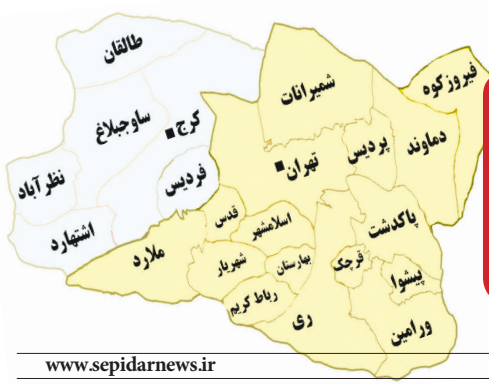 طالقان
ساوجبلاغ
کرج
نظرآباد
فردیس
اشتهارد
شمیرانات
فیروزکوه
دماوند
پردیس
تهران
قدس
اسلامشهر
ملارد
شهریار
بهارستان
رباط کریم
ری
پاکدشت
قرچک
پیشوا
ورامین
www.sepidarnews.ir